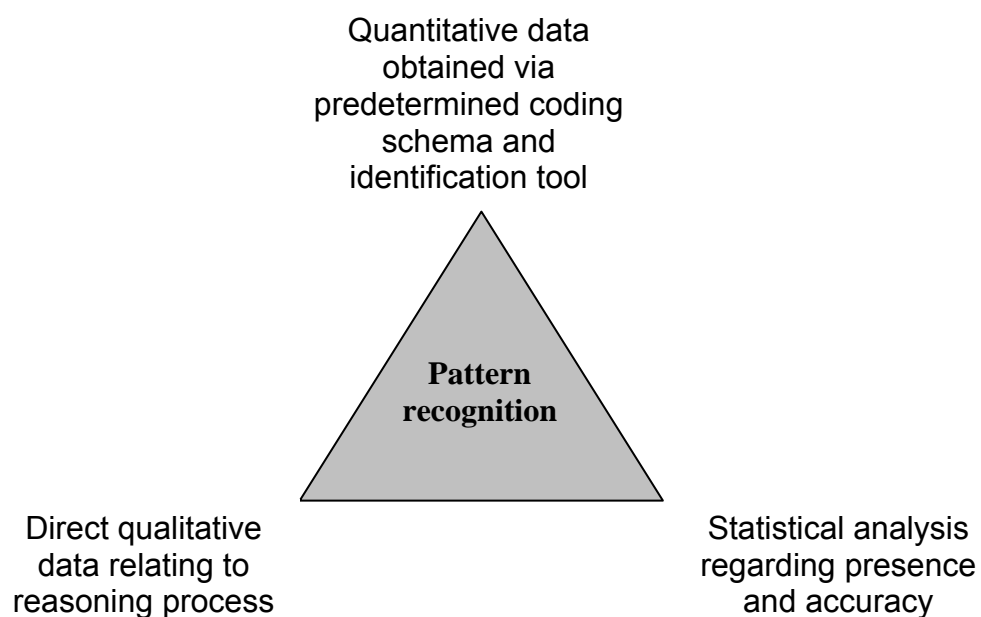 Quantitative data
obtained via
predetermined coding
schema and
identification tool
Pattern
recognition
Direct qualitative
data relating to
reasoning process
Statistical analysis
regarding presence
and accuracy